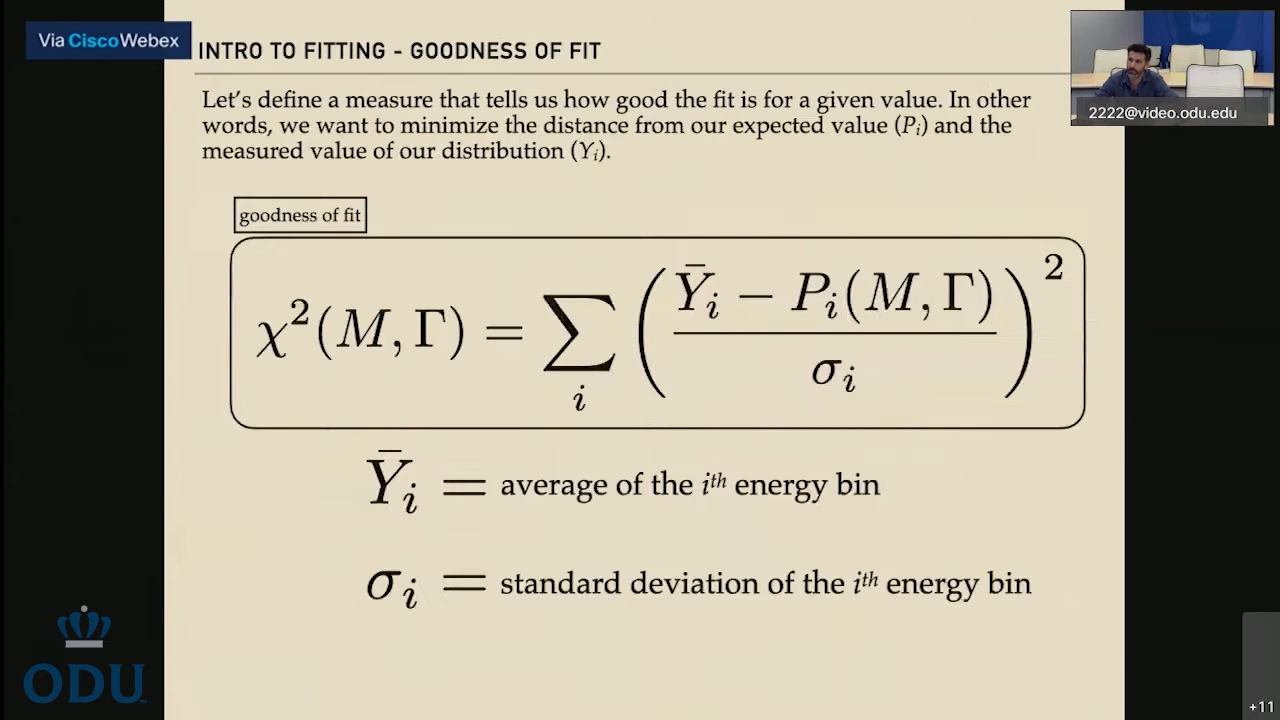 Via CiscoWebex
INTRO TO FITTING - GOODNESS OF FIT
2222@video.odu.edu
Let's define a measure that tells us how good the fit is for a given value. In other
words, we want to minimize the distance from our expected value (Pi) and the
measured value of our distribution (Yi).
goodness of fit
χ²(M, Γ) = ∑i ( (Ȳi − Pi(M, Γ)) / σi )²
Ȳi = average of the ith energy bin
σi = standard deviation of the ith energy bin
ODU
+11